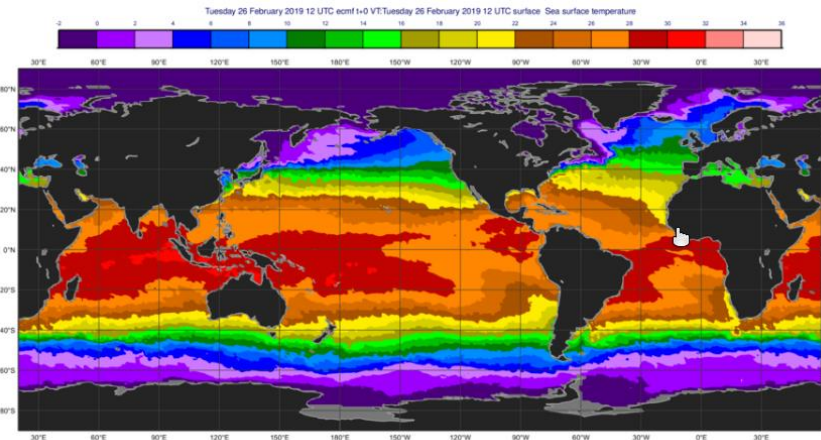 Tuesday 26 February 2019 12 UTC ecmf t+0 VT:Tuesday 26 February 2019 12 UTC surface Sea surface temperature
-2 0 2 4 6 8 10 12 14 16 18 20 22 24 26 28 30 32 34 36
30°E 60°E 90°E 120°E 150°E 180°E 150°W 120°W 90°W 60°W 30°W 0°E 30°E
80°N
60°N
40°N
20°N
0°N
20°S
40°S
60°S
80°S
30°E 60°E 90°E 120°E 150°E 180°E 150°W 120°W 90°W 60°W 30°W 0°E 30°E